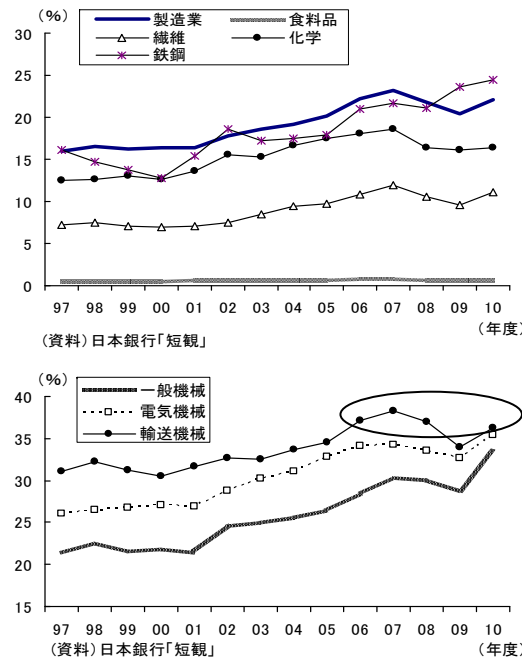 (%)
製造業 食料品
繊維 化学
鉄鋼
30
25
20
15
10
5
0
97 98 99 00 01 02 03 04 05 06 07 08 09 10
(年度)
(資料)日本銀行「短観」
(%)
一般機械
電気機械
輸送機械
40
35
30
25
20
15
97 98 99 00 01 02 03 04 05 06 07 08 09 10
(資料)日本銀行「短観」 (年度)